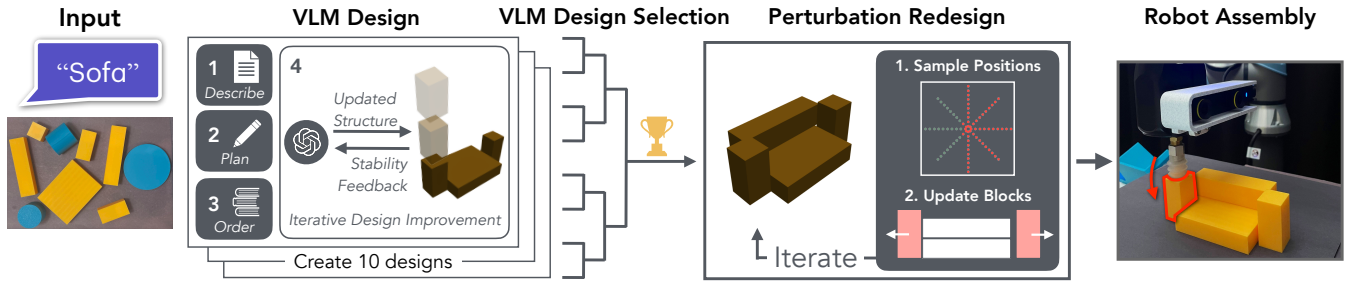 Input
“Sofa”
VLM Design
1
Describe
2
Plan
3
Order
4
Updated
Structure
Stability
Feedback
Iterative Design Improvement
Create 10 designs
VLM Design Selection
Perturbation Redesign
1. Sample Positions
2. Update Blocks
Iterate
Robot Assembly